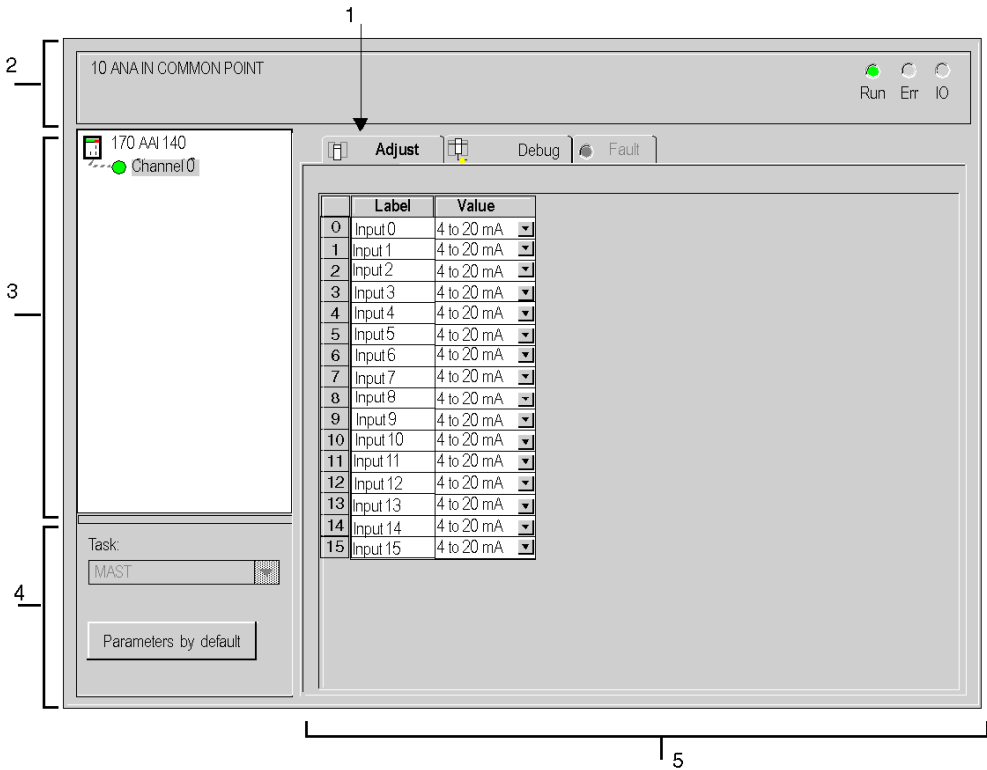 1
2
10 ANA IN COMMON POINT
Run Err IO
3
170 AAI 140
Channel 0
Adjust Debug Fault
Label Value
0 Input 0 4 to 20 mA
1 Input 1 4 to 20 mA
2 Input 2 4 to 20 mA
3 Input 3 4 to 20 mA
4 Input 4 4 to 20 mA
5 Input 5 4 to 20 mA
6 Input 6 4 to 20 mA
7 Input 7 4 to 20 mA
8 Input 8 4 to 20 mA
9 Input 9 4 to 20 mA
10 Input 10 4 to 20 mA
11 Input 11 4 to 20 mA
12 Input 12 4 to 20 mA
13 Input 13 4 to 20 mA
14 Input 14 4 to 20 mA
15 Input 15 4 to 20 mA
4
Task:
MAST
Parameters by default
5